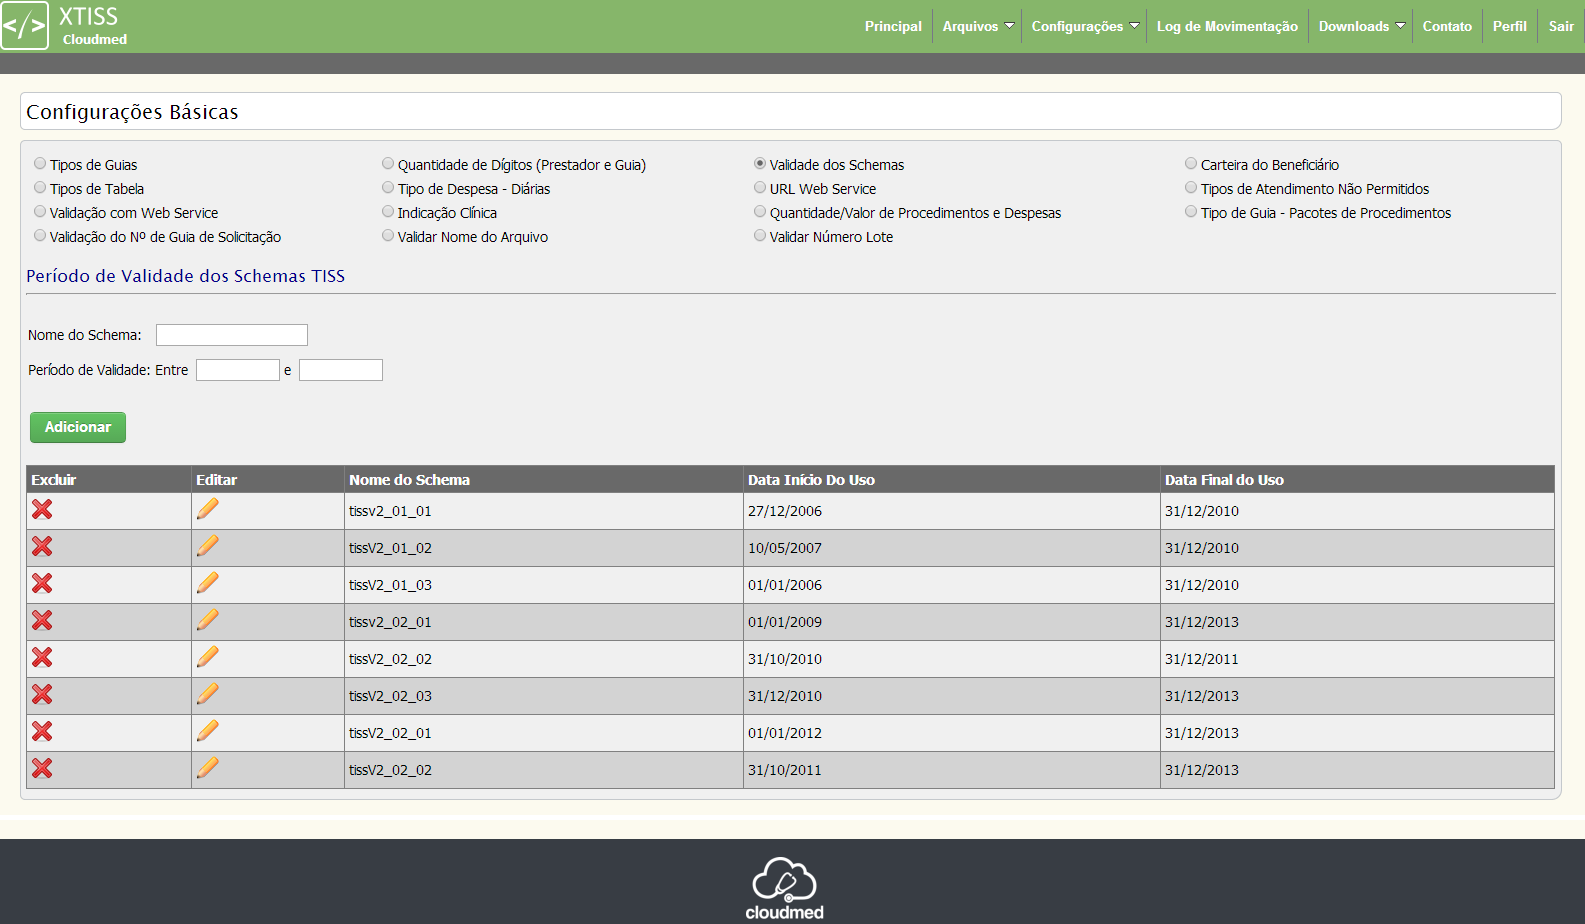 </> XTISS
Cloudmed
Principal Arquivos Configurações Log de Movimentação Downloads Contato Perfil Sair
Configurações Básicas
Tipos de Guias Quantidade de Dígitos (Prestador e Guia) Validade dos Schemas Carteira do Beneficiário
Tipos de Tabela Tipo de Despesa - Diárias URL Web Service Tipos de Atendimento Não Permitidos
Validação com Web Service Indicação Clínica Quantidade/Valor de Procedimentos e Despesas Tipo de Guia - Pacotes de Procedimentos
Validação do Nº de Guia de Solicitação Validar Nome do Arquivo Validar Número Lote
Período de Validade dos Schemas TISS
Nome do Schema:
Período de Validade: Entre e
Adicionar
Excluir Editar Nome do Schema Data Início Do Uso Data Final do Uso
tissv2_01_01 27/12/2006 31/12/2010
tissV2_01_02 10/05/2007 31/12/2010
tissV2_01_03 01/01/2006 31/12/2010
tissv2_02_01 01/01/2009 31/12/2013
tissV2_02_02 31/10/2010 31/12/2011
tissV2_02_03 31/12/2010 31/12/2013
tissV2_02_01 01/01/2012 31/12/2013
tissV2_02_02 31/10/2011 31/12/2013
cloudmed